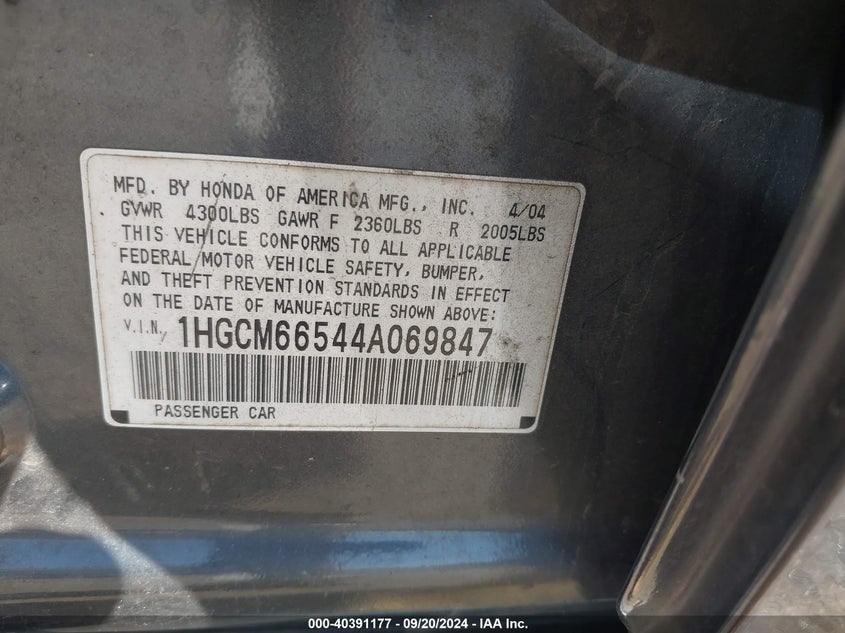 MFD. BY HONDA OF AMERICA MFG., INC. 4/04
GVWR 4300LBS GAWR F 2360LBS R 2005LBS
THIS VEHICLE CONFORMS TO ALL APPLICABLE
FEDERAL MOTOR VEHICLE SAFETY, BUMPER,
AND THEFT PREVENTION STANDARDS IN EFFECT
ON THE DATE OF MANUFACTURE SHOWN ABOVE:
V.I.N. 1HGCM66544A069847
PASSENGER CAR
000-40391177 - 09/20/2024 - IAA Inc.